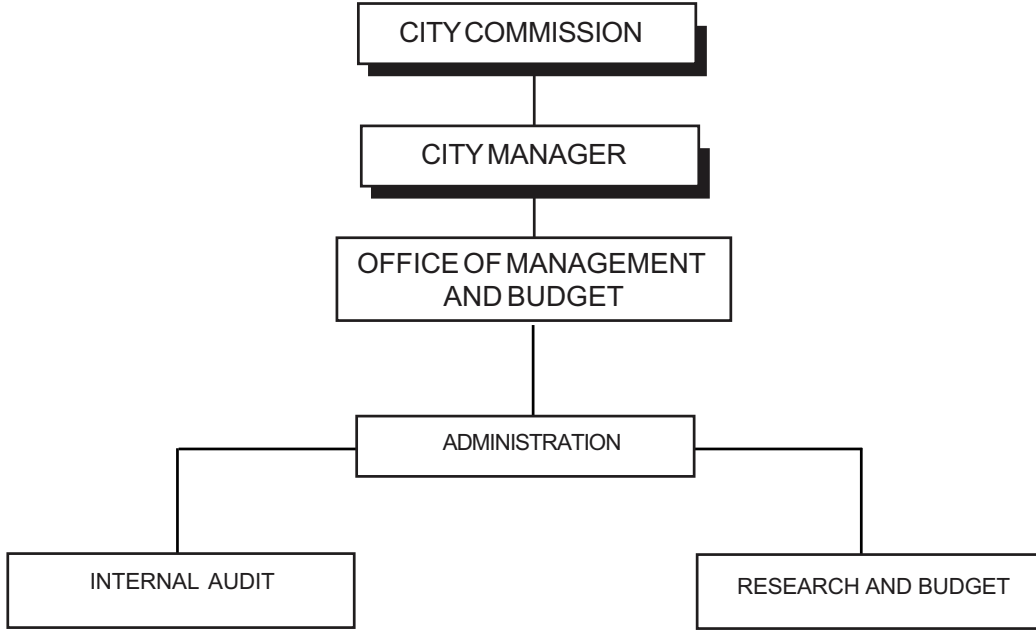 CITY COMMISSION
CITY MANAGER
OFFICE OF MANAGEMENT
AND BUDGET
ADMINISTRATION
INTERNAL AUDIT
RESEARCH AND BUDGET